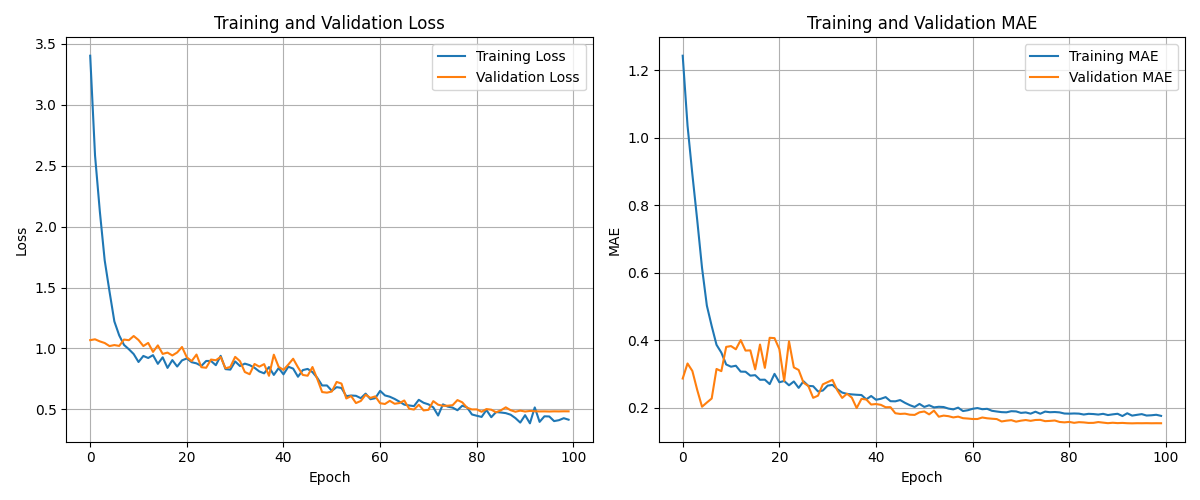 Training and Validation Loss
3.5
3.0
2.5
2.0
1.5
1.0
0.5
Loss
Training Loss
Validation Loss
0 20 40 60 80 100
Epoch
Training and Validation MAE
1.2
1.0
0.8
0.6
0.4
0.2
MAE
Training MAE
Validation MAE
0 20 40 60 80 100
Epoch